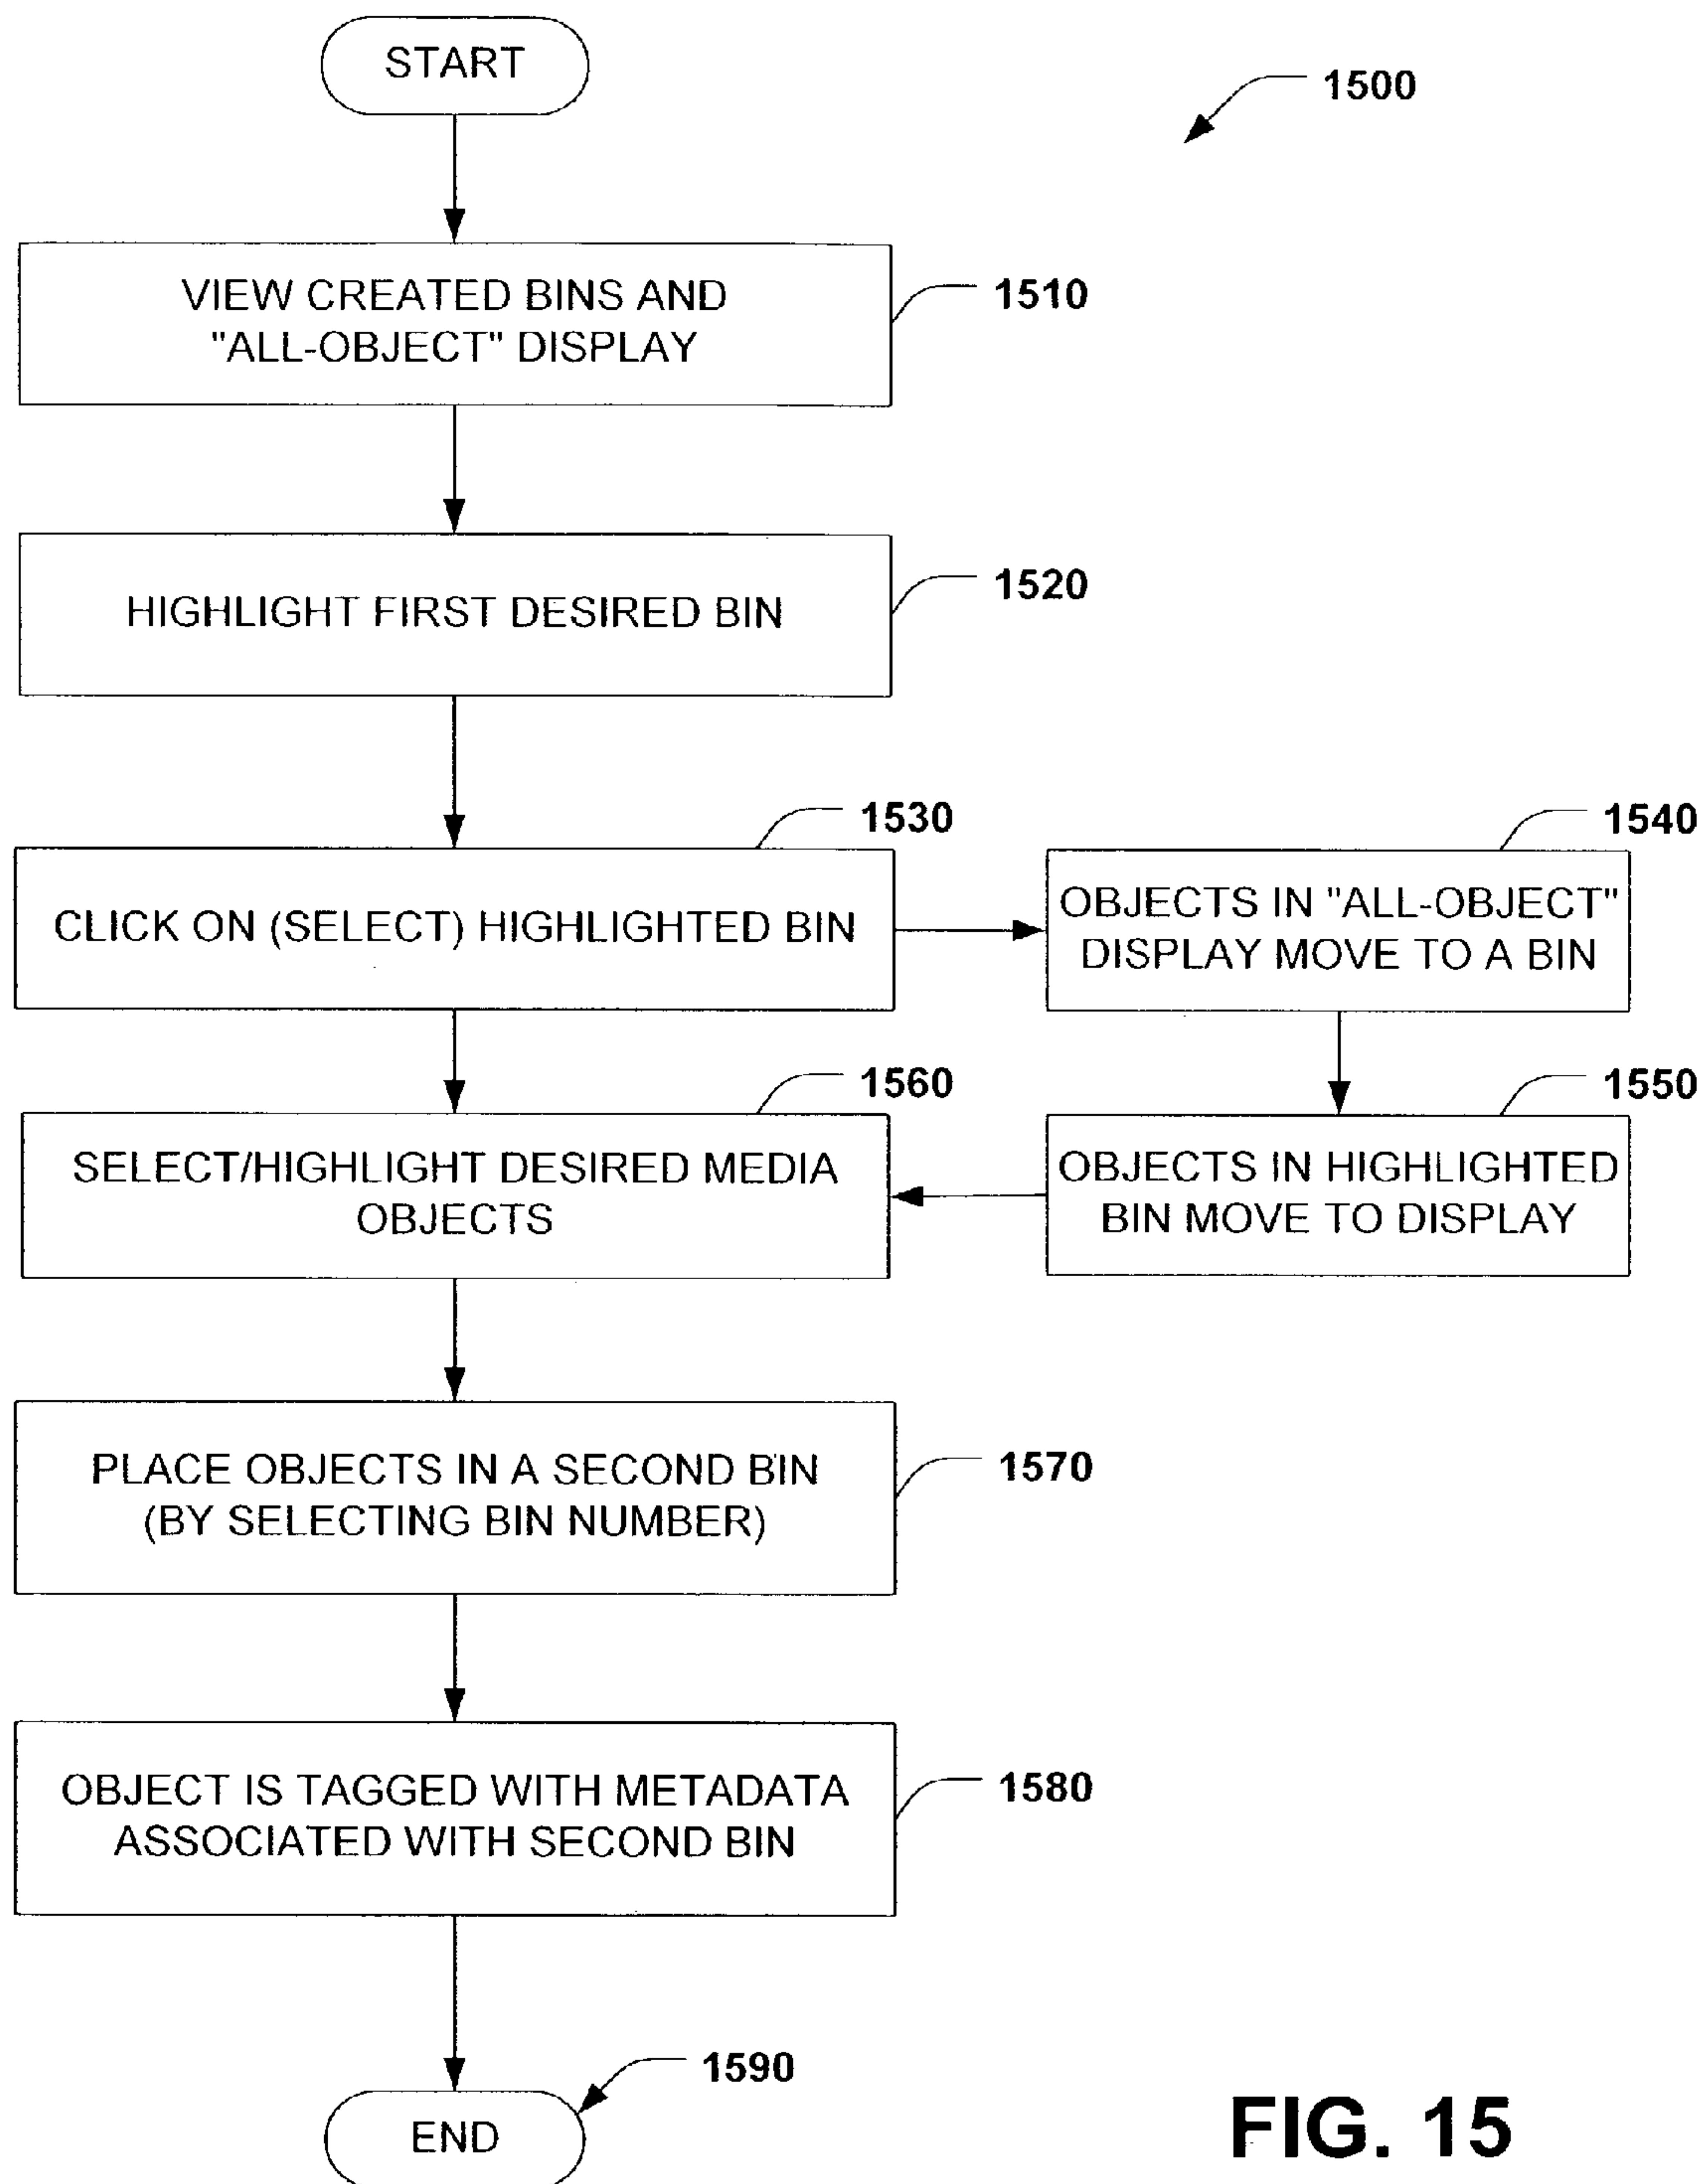 START
1500
VIEW CREATED BINS AND
"ALL-OBJECT" DISPLAY
1510
HIGHLIGHT FIRST DESIRED BIN
1520
1530
CLICK ON (SELECT) HIGHLIGHTED BIN
1540
OBJECTS IN "ALL-OBJECT"
DISPLAY MOVE TO A BIN
1560
SELECT/HIGHLIGHT DESIRED MEDIA
OBJECTS
1550
OBJECTS IN HIGHLIGHTED
BIN MOVE TO DISPLAY
PLACE OBJECTS IN A SECOND BIN
(BY SELECTING BIN NUMBER)
1570
OBJECT IS TAGGED WITH METADATA
ASSOCIATED WITH SECOND BIN
1580
1590
END
FIG. 15